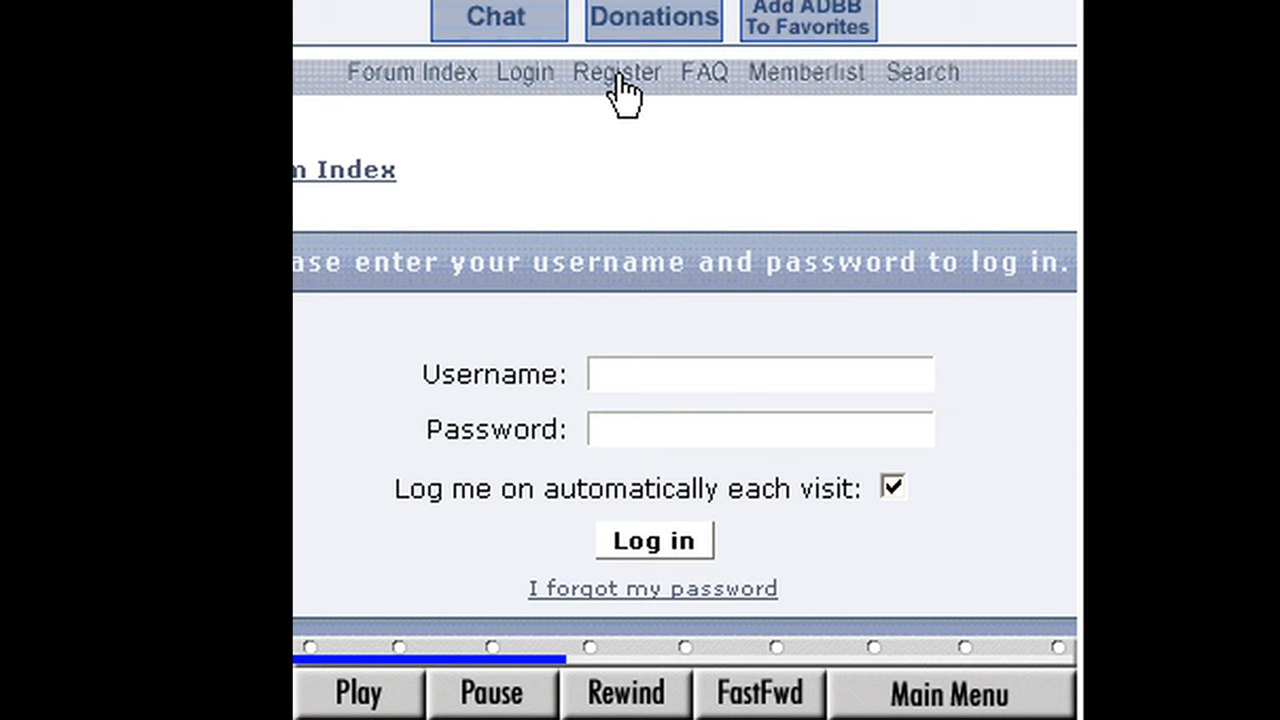 Chat Donations Add ADBB
To Favorites
Forum Index Login Register FAQ Memberlist Search
m Index
ase enter your username and password to log in.
Username:
Password:
Log me on automatically each visit:
Log in
I forgot my password
Play Pause Rewind FastFwd Main Menu